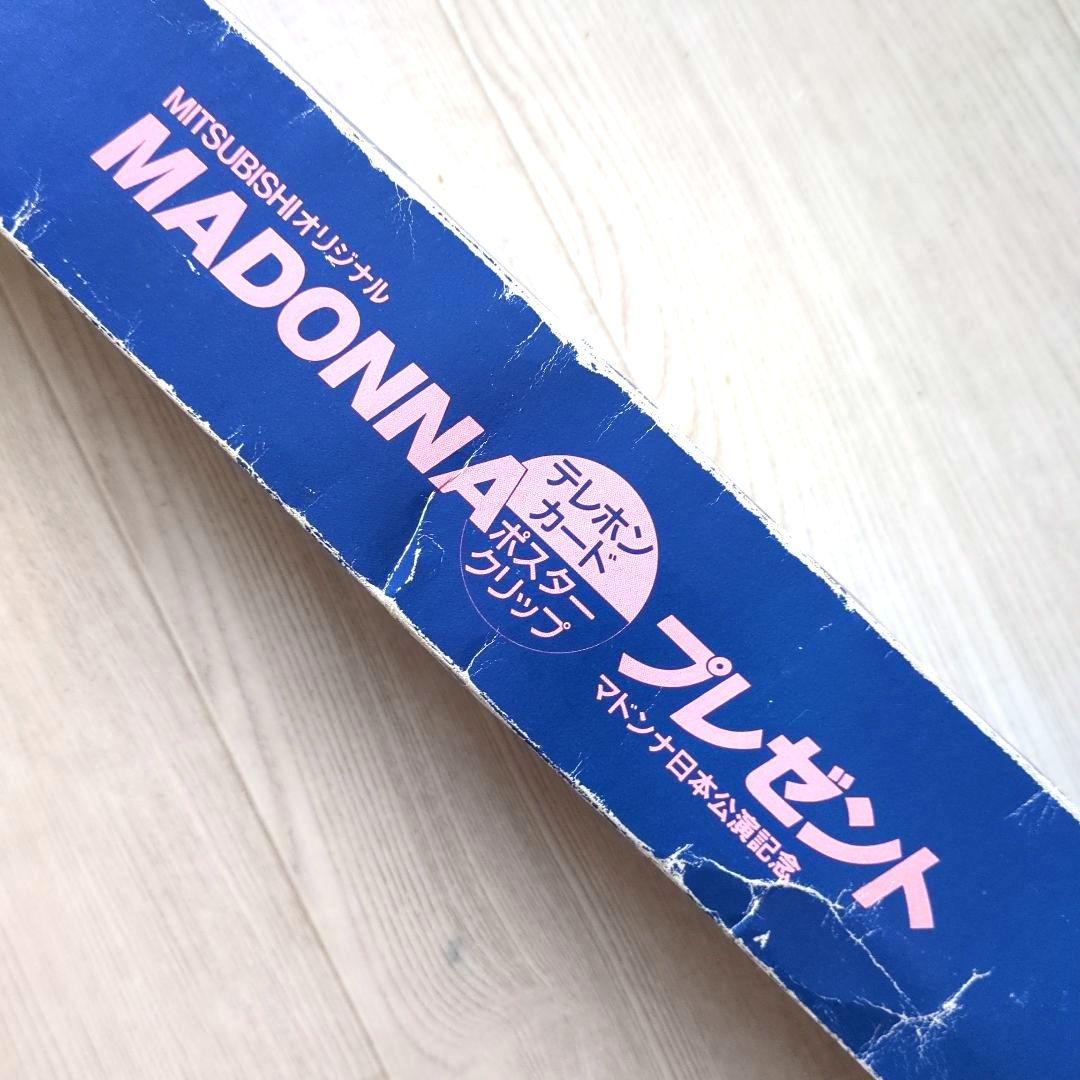 MITSUBISHIオリジナル
MADONNA
テレホン
カード
ポスター
クリップ
プレゼント
マドンナ日本公演記念